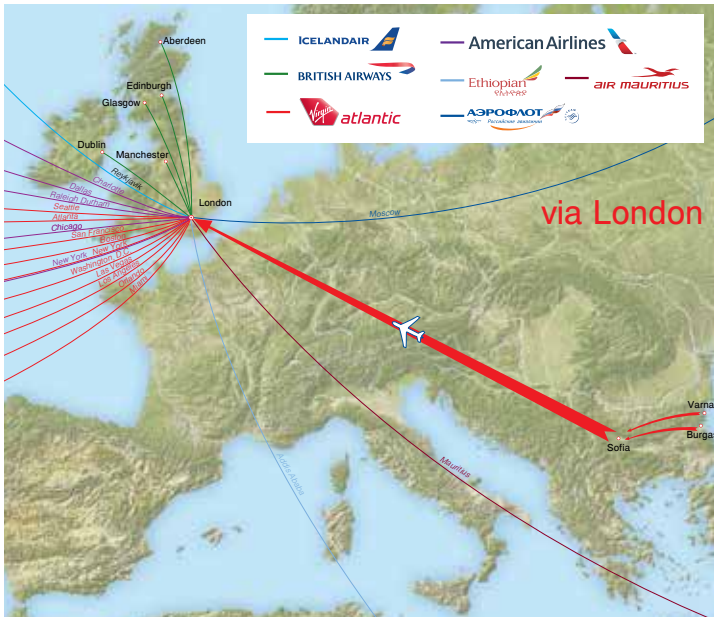 ICELANDAIR
American Airlines
BRITISH AIRWAYS
Ethiopian
AIR MAURITIUS
Virgin atlantic
АЭРОФЛОТ
Российские авиалинии
Aberdeen
Edinburgh
Glasgow
Dublin
Manchester
Reykjavik
London
via London
Moscow
Charlotte
Dallas
Raleigh Durham
Seattle
Atlanta
Chicago
San Francisco
Boston
New York
New York
Washington, D.C.
Las Vegas
Los Angeles
Orlando
Miami
Varna
Burga
Sofia
Mauritius
Addis Ababa